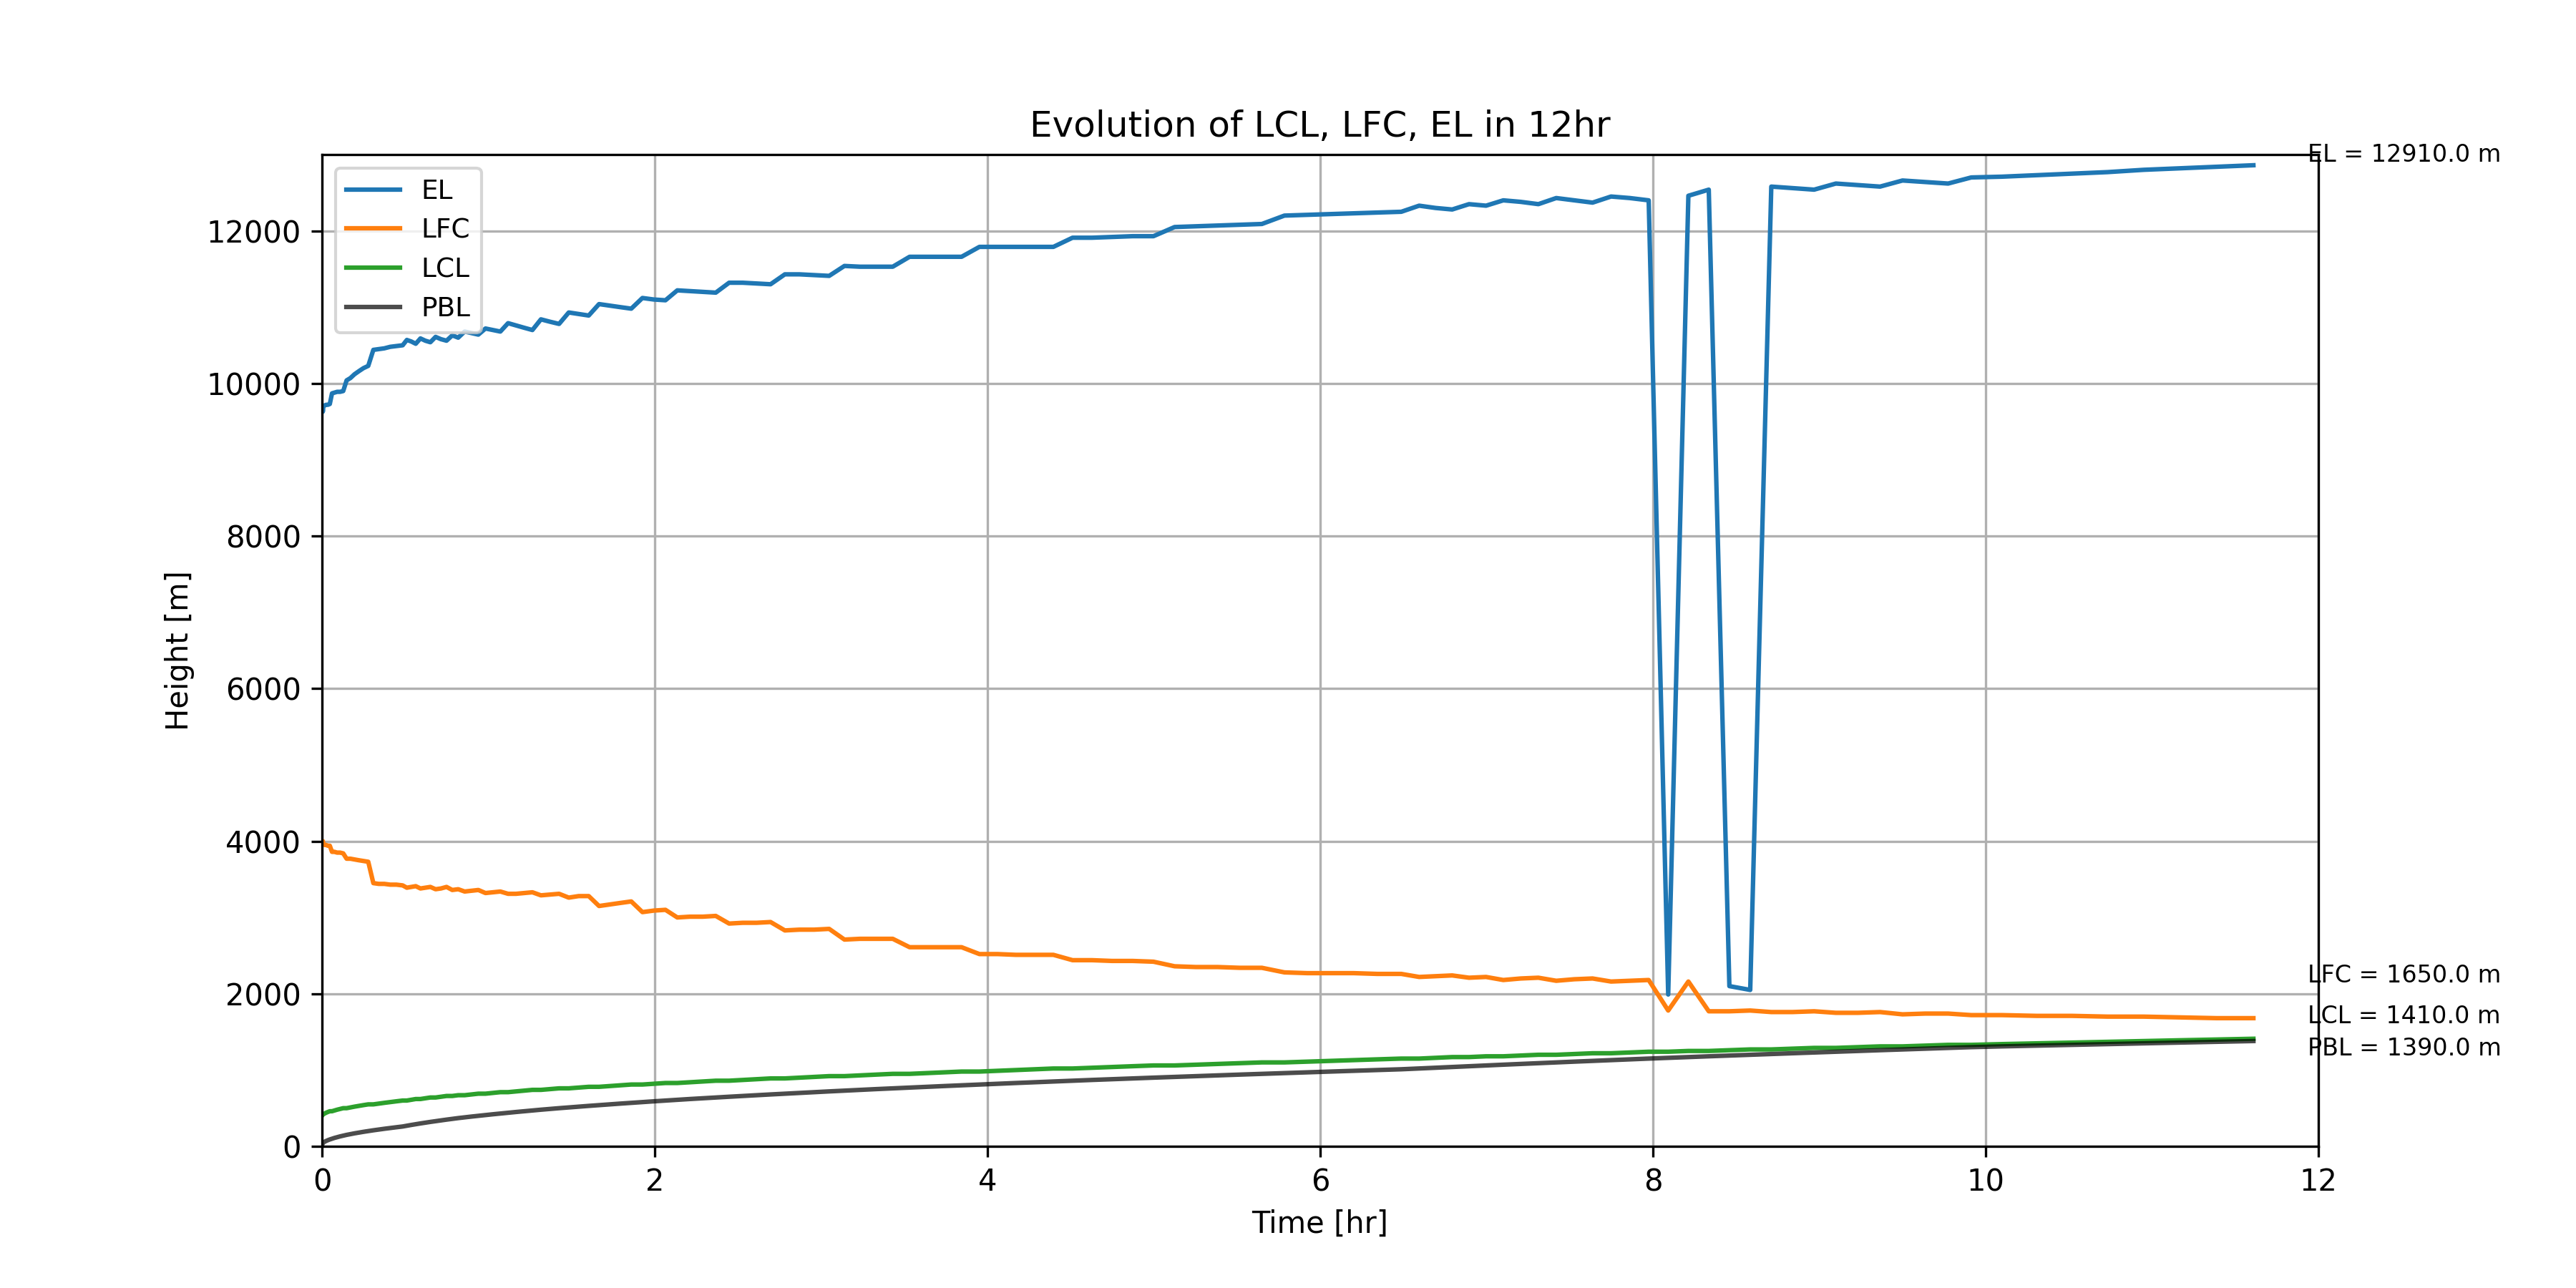 Evolution of LCL, LFC, EL in 12hr
EL = 12910.0 m
EL
LFC
LCL
PBL
12000
10000
8000
6000
4000
2000
0
Height [m]
LFC = 1650.0 m
LCL = 1410.0 m
PBL = 1390.0 m
0 2 4 6 8 10 12
Time [hr]